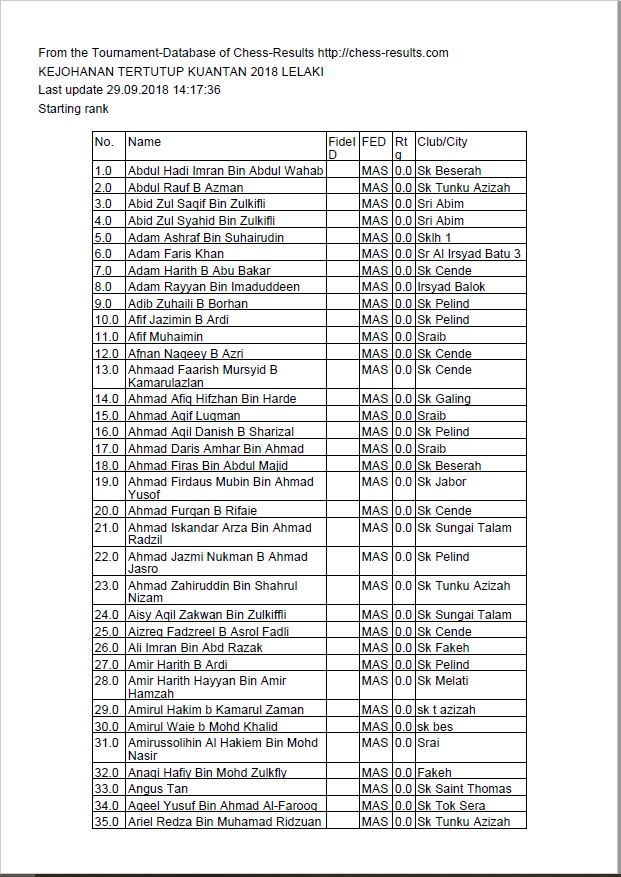 From the Tournament-Database of Chess-Results http://chess-results.com
KEJOHANAN TERTUTUP KUANTAN 2018 LELAKI
Last update 29.09.2018 14:17:36
Starting rank
No. Name FideI FED Rt Club/City
D g
1.0 Abdul Hadi Imran Bin Abdul Wahab MAS 0.0 Sk Beserah
2.0 Abdul Rauf B Azman MAS 0.0 Sk Tunku Azizah
3.0 Abid Zul Saqif Bin Zulkifli MAS 0.0 Sri Abim
4.0 Abid Zul Syahid Bin Zulkifli MAS 0.0 Sri Abim
5.0 Adam Ashraf Bin Suhairudin MAS 0.0 Sklh 1
6.0 Adam Faris Khan MAS 0.0 Sr Al Irsyad Batu 3
7.0 Adam Harith B Abu Bakar MAS 0.0 Sk Cende
8.0 Adam Rayyan Bin Imaduddeen MAS 0.0 Irsyad Balok
9.0 Adib Zuhaili B Borhan MAS 0.0 Sk Pelind
10.0 Afif Jazimin B Ardi MAS 0.0 Sk Pelind
11.0 Afif Muhaimin MAS 0.0 Sraib
12.0 Afnan Naqeey B Azri MAS 0.0 Sk Cende
13.0 Ahmaad Faarish Mursyid B MAS 0.0 Sk Cende
Kamarulazlan
14.0 Ahmad Afiq Hifzhan Bin Harde MAS 0.0 Sk Galing
15.0 Ahmad Aqif Luqman MAS 0.0 Sraib
16.0 Ahmad Aqil Danish B Sharizal MAS 0.0 Sk Pelind
17.0 Ahmad Daris Amhar Bin Ahmad MAS 0.0 Sraib
18.0 Ahmad Firas Bin Abdul Majid MAS 0.0 Sk Beserah
19.0 Ahmad Firdaus Mubin Bin Ahmad MAS 0.0 Sk Jabor
Yusof
20.0 Ahmad Furqan B Rifaie MAS 0.0 Sk Cende
21.0 Ahmad Iskandar Arza Bin Ahmad MAS 0.0 Sk Sungai Talam
Radzil
22.0 Ahmad Jazmi Nukman B Ahmad MAS 0.0 Sk Pelind
Jasro
23.0 Ahmad Zahiruddin Bin Shahrul MAS 0.0 Sk Tunku Azizah
Nizam
24.0 Aisy Aqil Zakwan Bin Zulkiffli MAS 0.0 Sk Sungai Talam
25.0 Aizreq Fadzreel B Asrol Fadli MAS 0.0 Sk Cende
26.0 Ali Imran Bin Abd Razak MAS 0.0 Sk Fakeh
27.0 Amir Harith B Ardi MAS 0.0 Sk Pelind
28.0 Amir Harith Hayyan Bin Amir MAS 0.0 Sk Melati
Hamzah
29.0 Amirul Hakim b Kamarul Zaman MAS 0.0 sk t azizah
30.0 Amirul Waie b Mohd Khalid MAS 0.0 sk bes
31.0 Amirussolihin Al Hakiem Bin Mohd MAS 0.0 Srai
Nasir
32.0 Anaqi Hafiy Bin Mohd Zulkfly MAS 0.0 Fakeh
33.0 Angus Tan MAS 0.0 Sk Saint Thomas
34.0 Aqeel Yusuf Bin Ahmad Al-Farooq MAS 0.0 Sk Tok Sera
35.0 Ariel Redza Bin Muhamad Ridzuan MAS 0.0 Sk Tunku Azizah